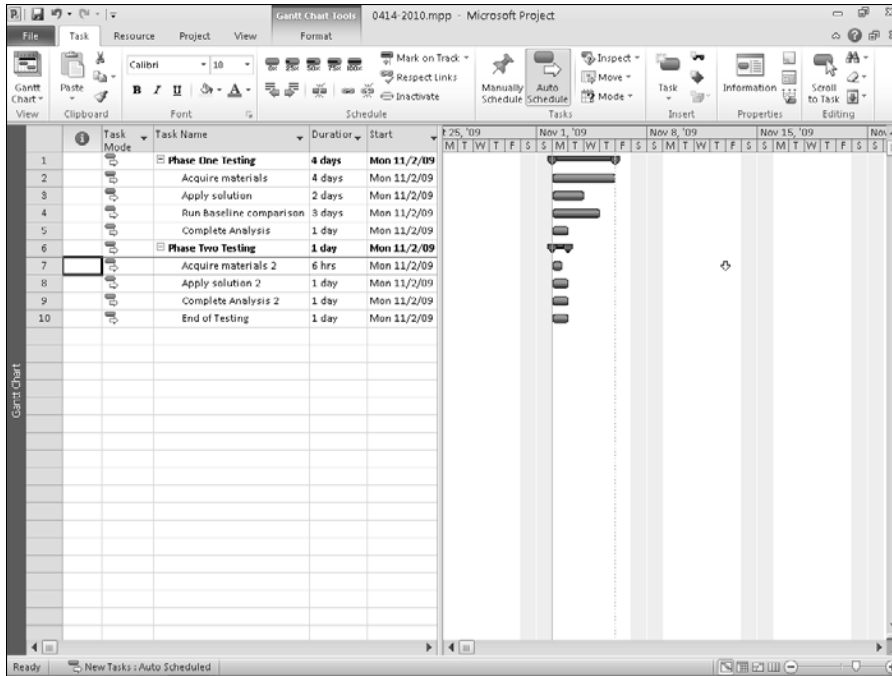 Gantt Chart Tools 0414-2010.mpp - Microsoft Project
File Task Resource Project View Format
Calibri 10
Mark on Track
Respect Links
Inactivate
Inspect
Move
Mode
Gantt Chart
Paste
B I U A
0% 25% 50% 75% 100%
Manually Schedule
Auto Schedule
Task
Information
Scroll to Task
View Clipboard Font Schedule Tasks Insert Properties Editing
Task Mode Task Name Duration Start
t 25, '09 Nov 1, '09 Nov 8, '09 Nov 15, '09 Nov
M T W T F S S M T W T F S S M T W T F S S M T W T F S S
1 Phase One Testing 4 days Mon 11/2/09
2 Acquire materials 4 days Mon 11/2/09
3 Apply solution 2 days Mon 11/2/09
4 Run Baseline comparison 3 days Mon 11/2/09
5 Complete Analysis 1 day Mon 11/2/09
6 Phase Two Testing 1 day Mon 11/2/09
7 Acquire materials 2 6 hrs Mon 11/2/09
8 Apply solution 2 1 day Mon 11/2/09
9 Complete Analysis 2 1 day Mon 11/2/09
10 End of Testing 1 day Mon 11/2/09
Gantt Chart
Ready New Tasks : Auto Scheduled